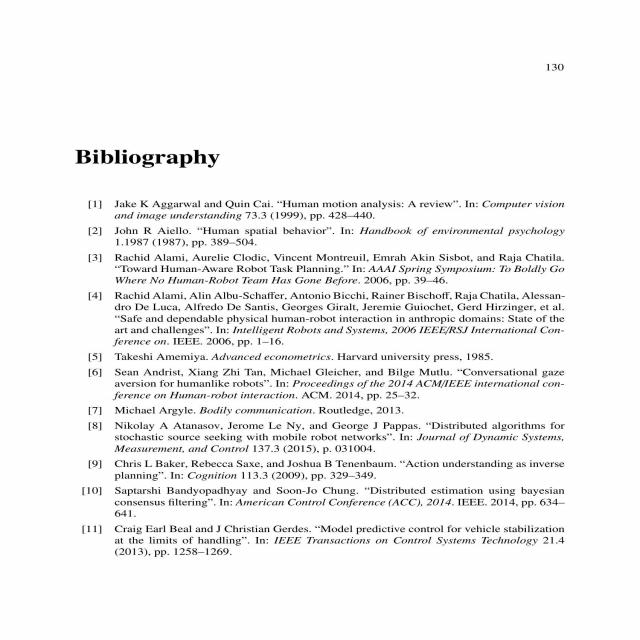 130
Bibliography
[1] Jake K Aggarwal and Quin Cai. “Human motion analysis: A review”. In: Computer vision
and image understanding 73.3 (1999), pp. 428–440.
[2] John R Aiello. “Human spatial behavior”. In: Handbook of environmental psychology
1.1987 (1987), pp. 389–504.
[3] Rachid Alami, Aurelie Clodic, Vincent Montreuil, Emrah Akin Sisbot, and Raja Chatila.
“Toward Human-Aware Robot Task Planning.” In: AAAI Spring Symposium: To Boldly Go
Where No Human-Robot Team Has Gone Before. 2006, pp. 39–46.
[4] Rachid Alami, Alin Albu-Schaffer, Antonio Bicchi, Rainer Bischoff, Raja Chatila, Alessan-
dro De Luca, Alfredo De Santis, Georges Giralt, Jeremie Guiochet, Gerd Hirzinger, et al.
“Safe and dependable physical human-robot interaction in anthropic domains: State of the
art and challenges”. In: Intelligent Robots and Systems, 2006 IEEE/RSJ International Con-
ference on. IEEE. 2006, pp. 1–16.
[5] Takeshi Amemiya. Advanced econometrics. Harvard university press, 1985.
[6] Sean Andrist, Xiang Zhi Tan, Michael Gleicher, and Bilge Mutlu. “Conversational gaze
aversion for humanlike robots”. In: Proceedings of the 2014 ACM/IEEE international con-
ference on Human-robot interaction. ACM. 2014, pp. 25–32.
[7] Michael Argyle. Bodily communication. Routledge, 2013.
[8] Nikolay A Atanasov, Jerome Le Ny, and George J Pappas. “Distributed algorithms for
stochastic source seeking with mobile robot networks”. In: Journal of Dynamic Systems,
Measurement, and Control 137.3 (2015), p. 031004.
[9] Chris L Baker, Rebecca Saxe, and Joshua B Tenenbaum. “Action understanding as inverse
planning”. In: Cognition 113.3 (2009), pp. 329–349.
[10] Saptarshi Bandyopadhyay and Soon-Jo Chung. “Distributed estimation using bayesian
consensus filtering”. In: American Control Conference (ACC), 2014. IEEE. 2014, pp. 634–
641.
[11] Craig Earl Beal and J Christian Gerdes. “Model predictive control for vehicle stabilization
at the limits of handling”. In: IEEE Transactions on Control Systems Technology 21.4
(2013), pp. 1258–1269.